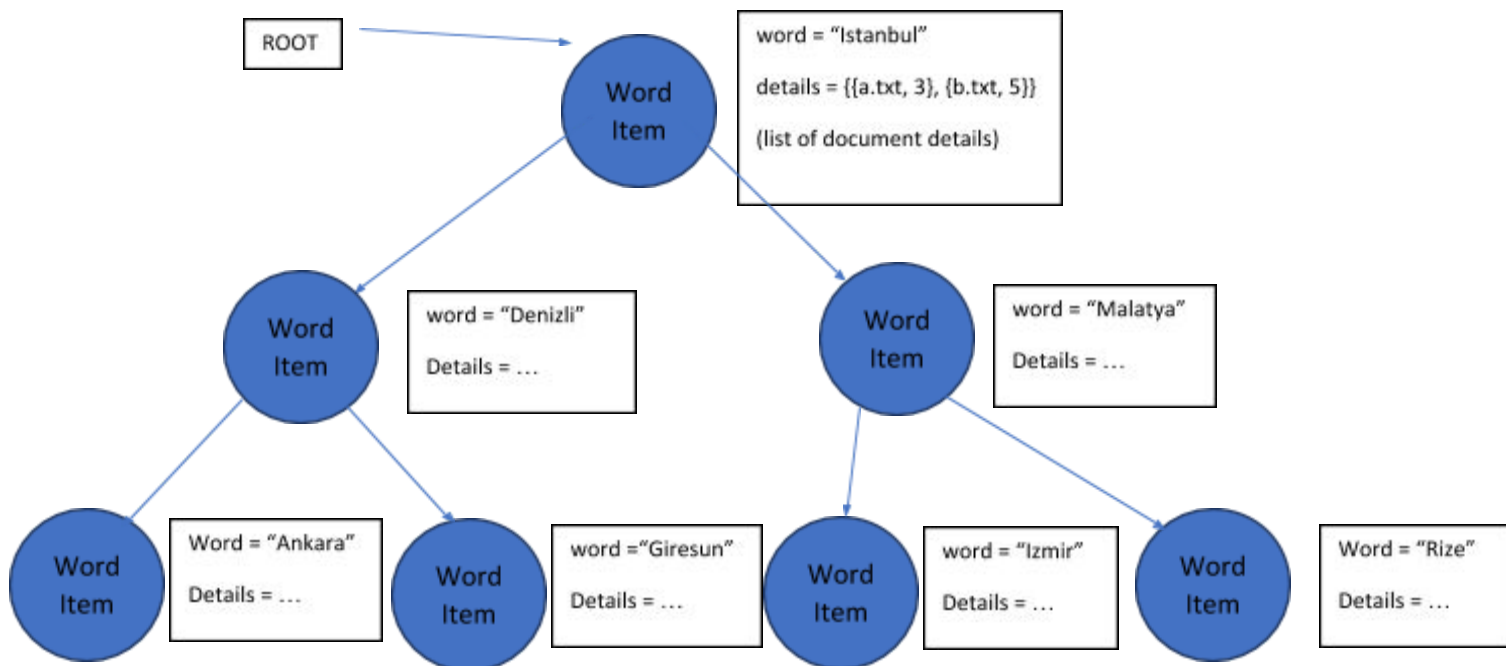 ROOT
Word
Item
word = “Istanbul”
details = {{a.txt, 3}, {b.txt, 5}}
(list of document details)
Word
Item
word = “Denizli”
Details = …
Word
Item
word = “Malatya”
Details = …
Word
Item
Word = “Ankara”
Details = …
Word
Item
word =“Giresun”
Details = …
Word
Item
word = “Izmir”
Details = …
Word
Item
Word = “Rize”
Details = …